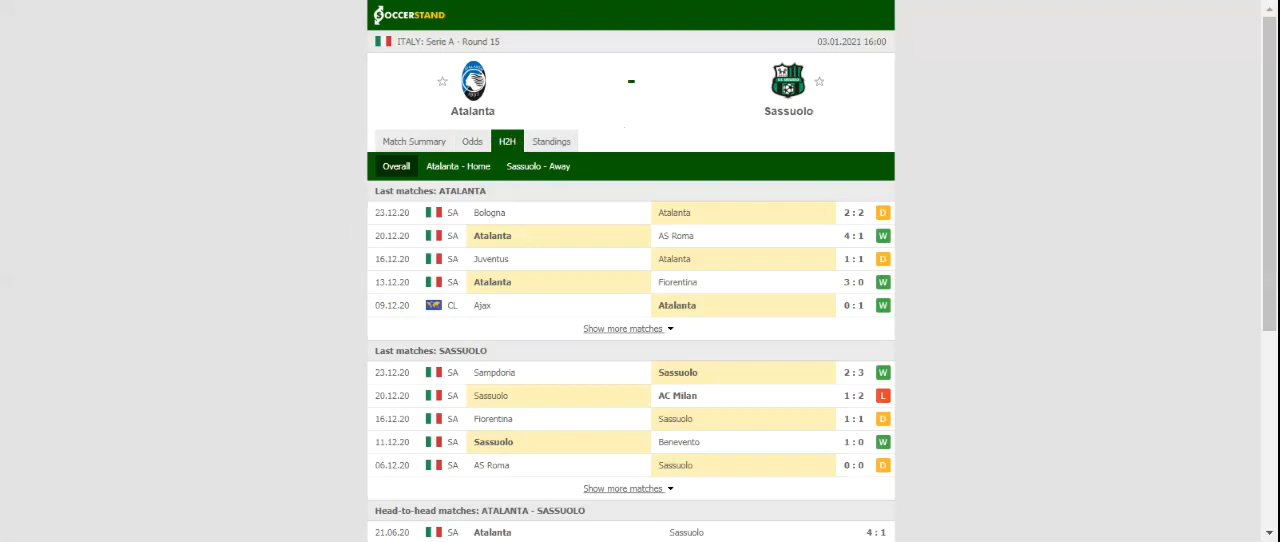 SOCCERSTAND
ITALY: Serie A - Round 15 03.01.2021 16:00
-
Atalanta Sassuolo
Match Summary Odds H2H Standings
Overall Atalanta - Home Sassuolo - Away
Last matches: ATALANTA
23.12.20 SA Bologna Atalanta 2 : 2 D
20.12.20 SA Atalanta AS Roma 4 : 1 W
16.12.20 SA Juventus Atalanta 1 : 1 D
13.12.20 SA Atalanta Fiorentina 3 : 0 W
09.12.20 CL Ajax Atalanta 0 : 1 W
Show more matches
Last matches: SASSUOLO
23.12.20 SA Sampdoria Sassuolo 2 : 3 W
20.12.20 SA Sassuolo AC Milan 1 : 2 L
16.12.20 SA Fiorentina Sassuolo 1 : 1 D
11.12.20 SA Sassuolo Benevento 1 : 0 W
06.12.20 SA AS Roma Sassuolo 0 : 0 D
Show more matches
Head-to-head matches: ATALANTA - SASSUOLO
21.06.20 SA Atalanta Sassuolo 4 : 1